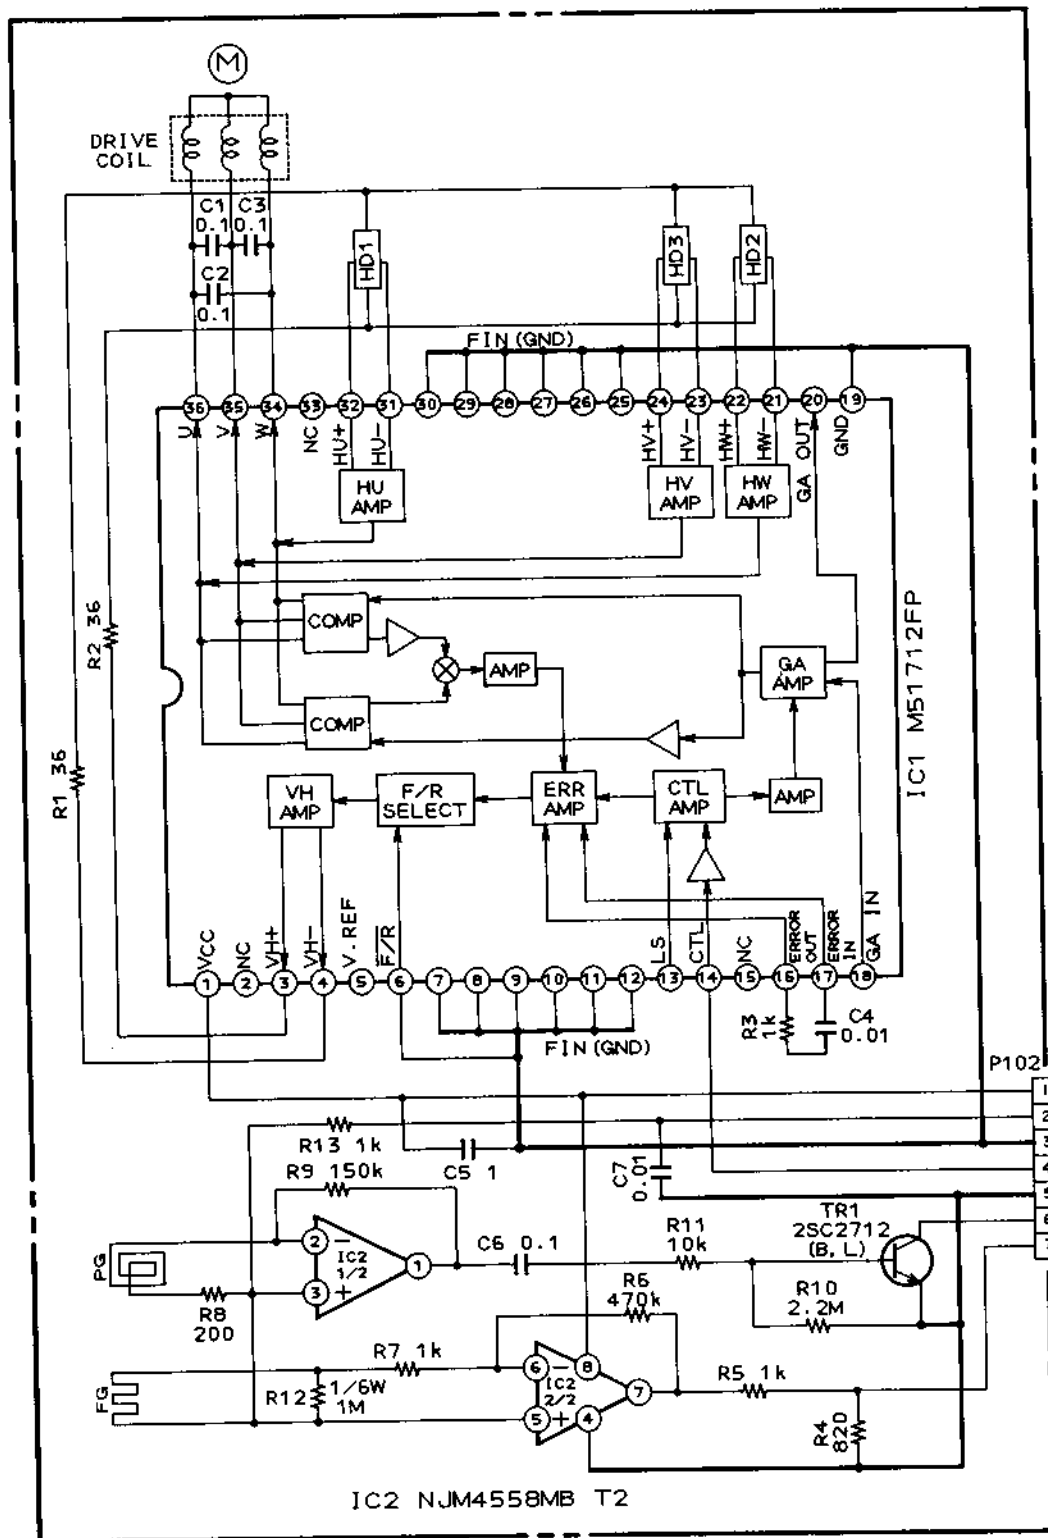 M
DRIVE
COIL
C1
0.1
C3
0.1
C2
0.1
HD1
HD3
HD2
FIN (GND)
36
35
34
33
32
31
30
29
28
27
26
25
24
23
22
21
20
19
U
V
W
NC
HU+
HU-
HV+
HV-
HW+
HW-
GA OUT
GND
HU
AMP
HV
AMP
HW
AMP
COMP
AMP
GA
AMP
COMP
R2 36
R1 36
IC1 M51712FP
VH
AMP
F/R
SELECT
ERR
AMP
CTL
AMP
AMP
VCC
NC
VH+
VH-
V.REF
F/R
LS
CTL
NC
ERROR
OUT
ERROR
IN
GA IN
1
2
3
4
5
6
7
8
9
10
11
12
13
14
15
16
17
18
FIN (GND)
R3
1k
C4
0.01
P102
1
2
3
4
5
6
R13 1k
R9 150k
C5 1
C7
0.01
TR1
2SC2712
(B, L)
PG
2
-
IC2
1/2
1
3
+
C6 0.1
R11
10k
R10
2.2M
R8
200
R6
470k
R7 1k
FG
R12
1/6W
1M
6
-
8
IC2
2/2
7
5
+
4
R5 1k
R4
820
IC2 NJM4558MB T2